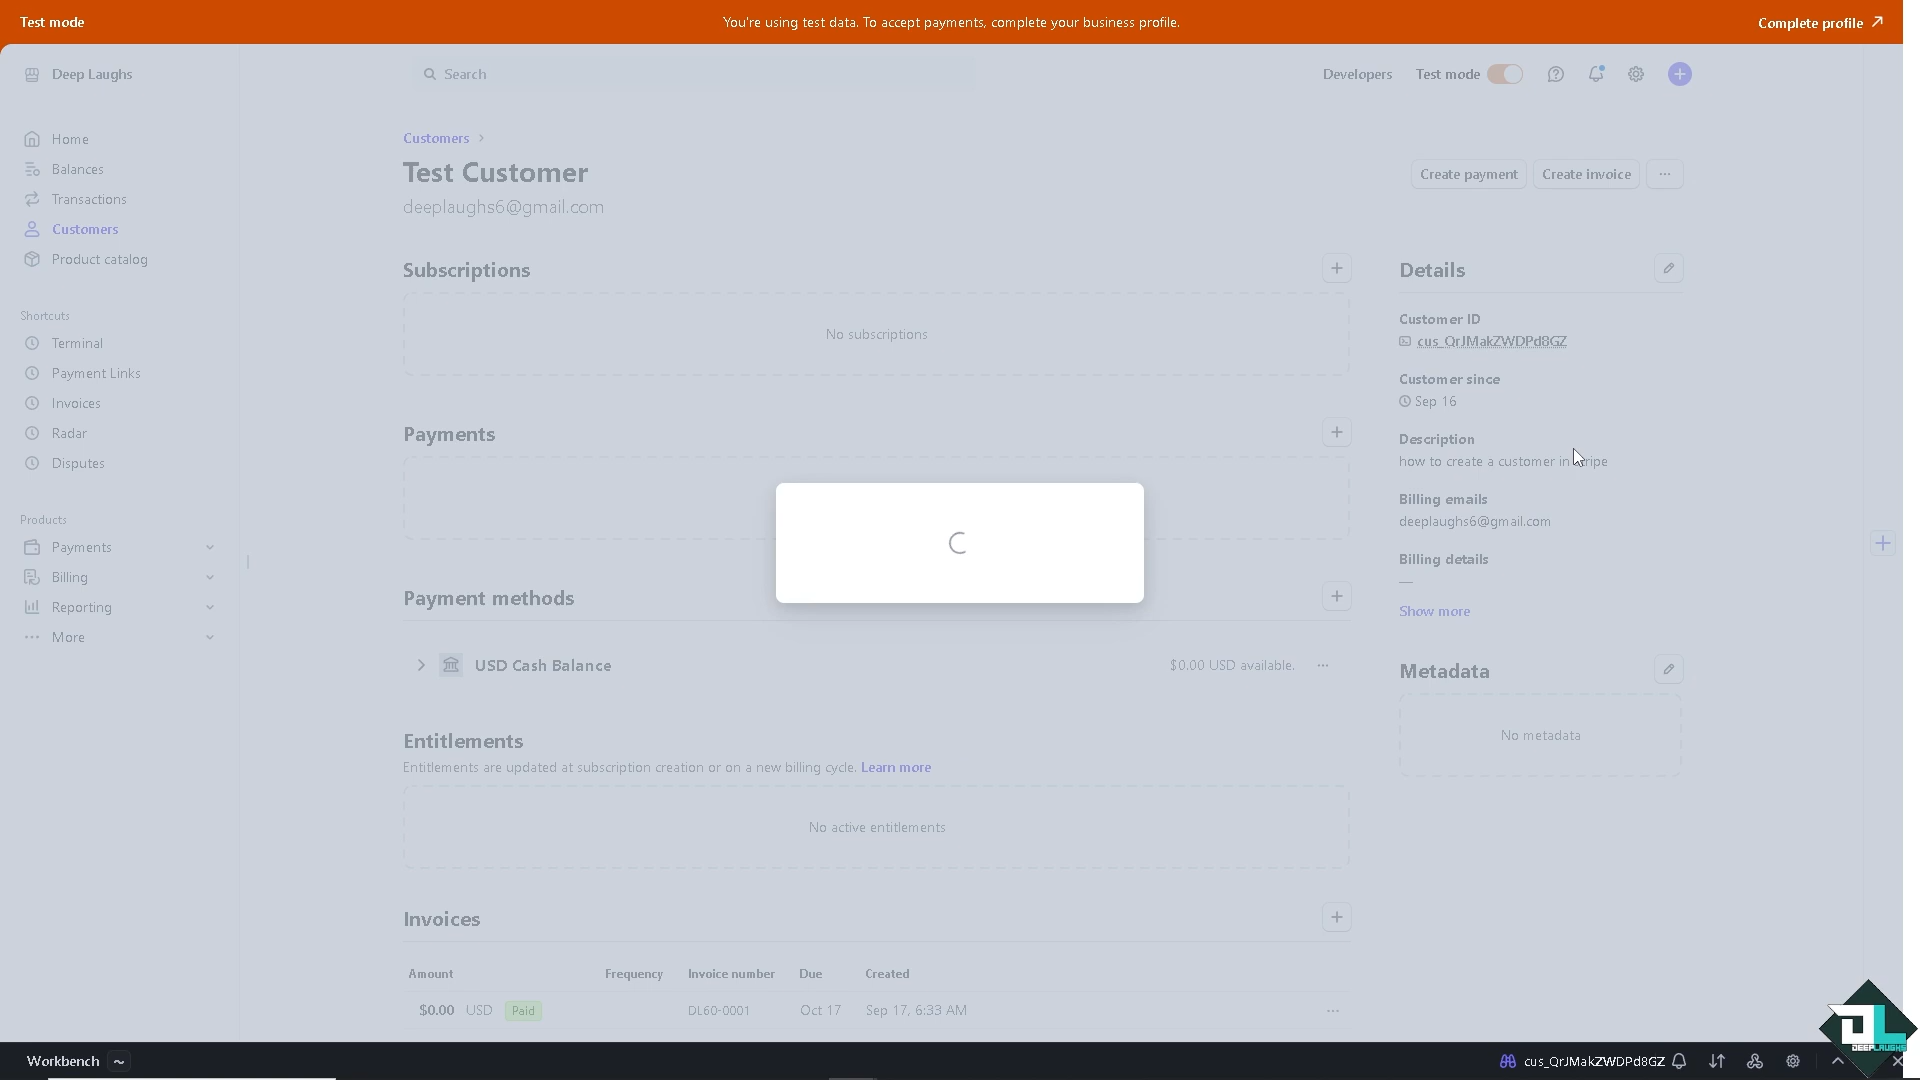 Test mode
You're using test data. To accept payments, complete your business profile.
Complete profile
Deep Laughs
Search
Developers
Test mode
Home
Balances
Transactions
Customers
Product catalog
Shortcuts
Terminal
Payment Links
Invoices
Radar
Disputes
Products
Payments
Billing
Reporting
More
Customers
Test Customer
deeplaughs6@gmail.com
Create payment
Create invoice
Subscriptions
No subscriptions
Payments
Payment methods
USD Cash Balance
$0.00 USD available.
Entitlements
Entitlements are updated at subscription creation or on a new billing cycle. Learn more
No active entitlements
Invoices
Amount Frequency Invoice number Due Created
$0.00 USD Paid DL60-0001 Oct 17 Sep 17, 6:33 AM
Details
Customer ID
cus_QrJMakZWDPd8GZ
Customer since
Sep 16
Description
how to create a customer in
Billing emails
deeplaughs6@gmail.com
Billing details
—
Show more
Metadata
No metadata
Workbench ~
cus_QrJMakZWDPd8GZ
DL
DEEPLAUGHS